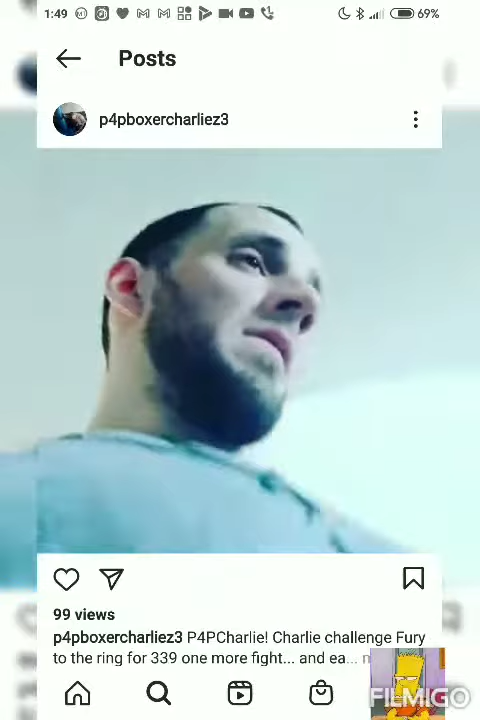 1:49
69%
Posts
p4pboxercharliez3
99 views
p4pboxercharliez3 P4PCharlie! Charlie challenge Fury
to the ring for 339 one more fight... and ea...
FILMIGO